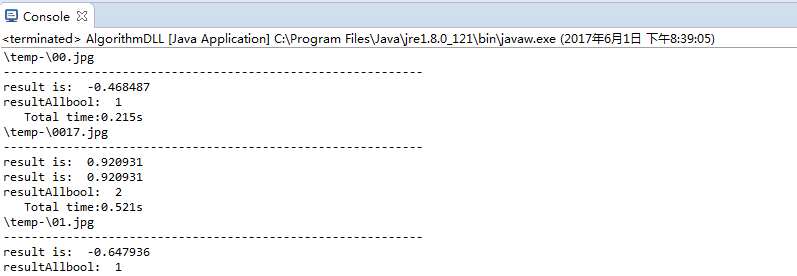 Console
<terminated> AlgorithmDLL [Java Application] C:\Program Files\Java\jre1.8.0_121\bin\javaw.exe (2017年6月1日 下午8:39:05)
\temp-\00.jpg
----------------------------------------------------------
result is:  -0.468487
resultAllbool:  1
   Total time:0.215s
\temp-\0017.jpg
----------------------------------------------------------
result is:  0.920931
result is:  0.920931
resultAllbool:  2
   Total time:0.521s
\temp-\01.jpg
----------------------------------------------------------
result is:  -0.647936
resultAllbool:  1